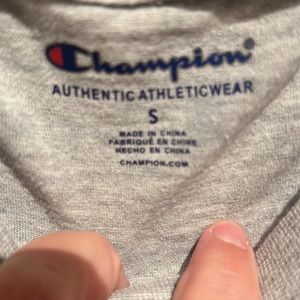 Champion®
AUTHENTIC ATHLETICWEAR
S
MADE IN CHINA
FABRIQUÉ EN CHINE
HECHO EN CHINA
CHAMPION.COM